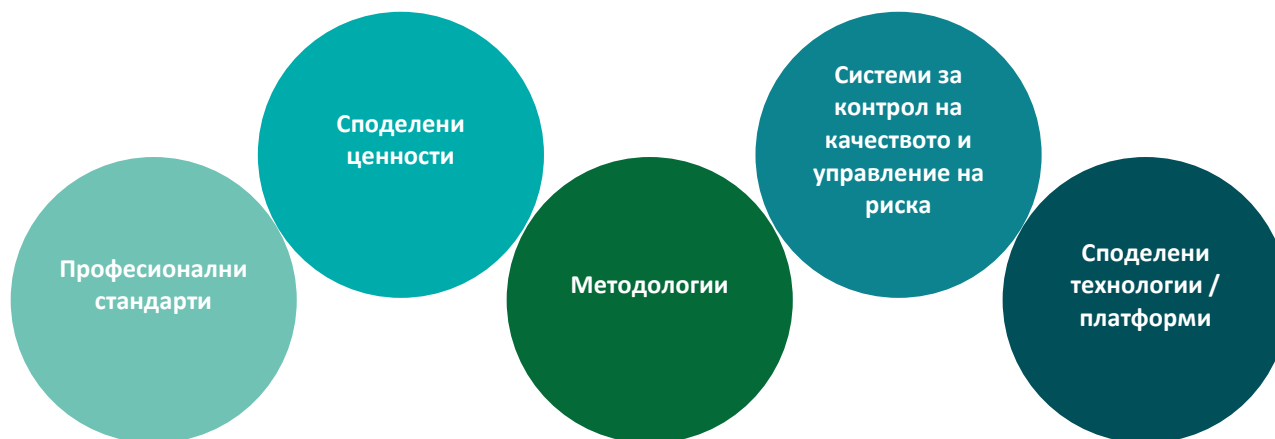 Професионални
стандарти
Споделени
ценности
Методологии
Системи за
контрол на
качеството и
управление на
риска
Споделени
технологии /
платформи